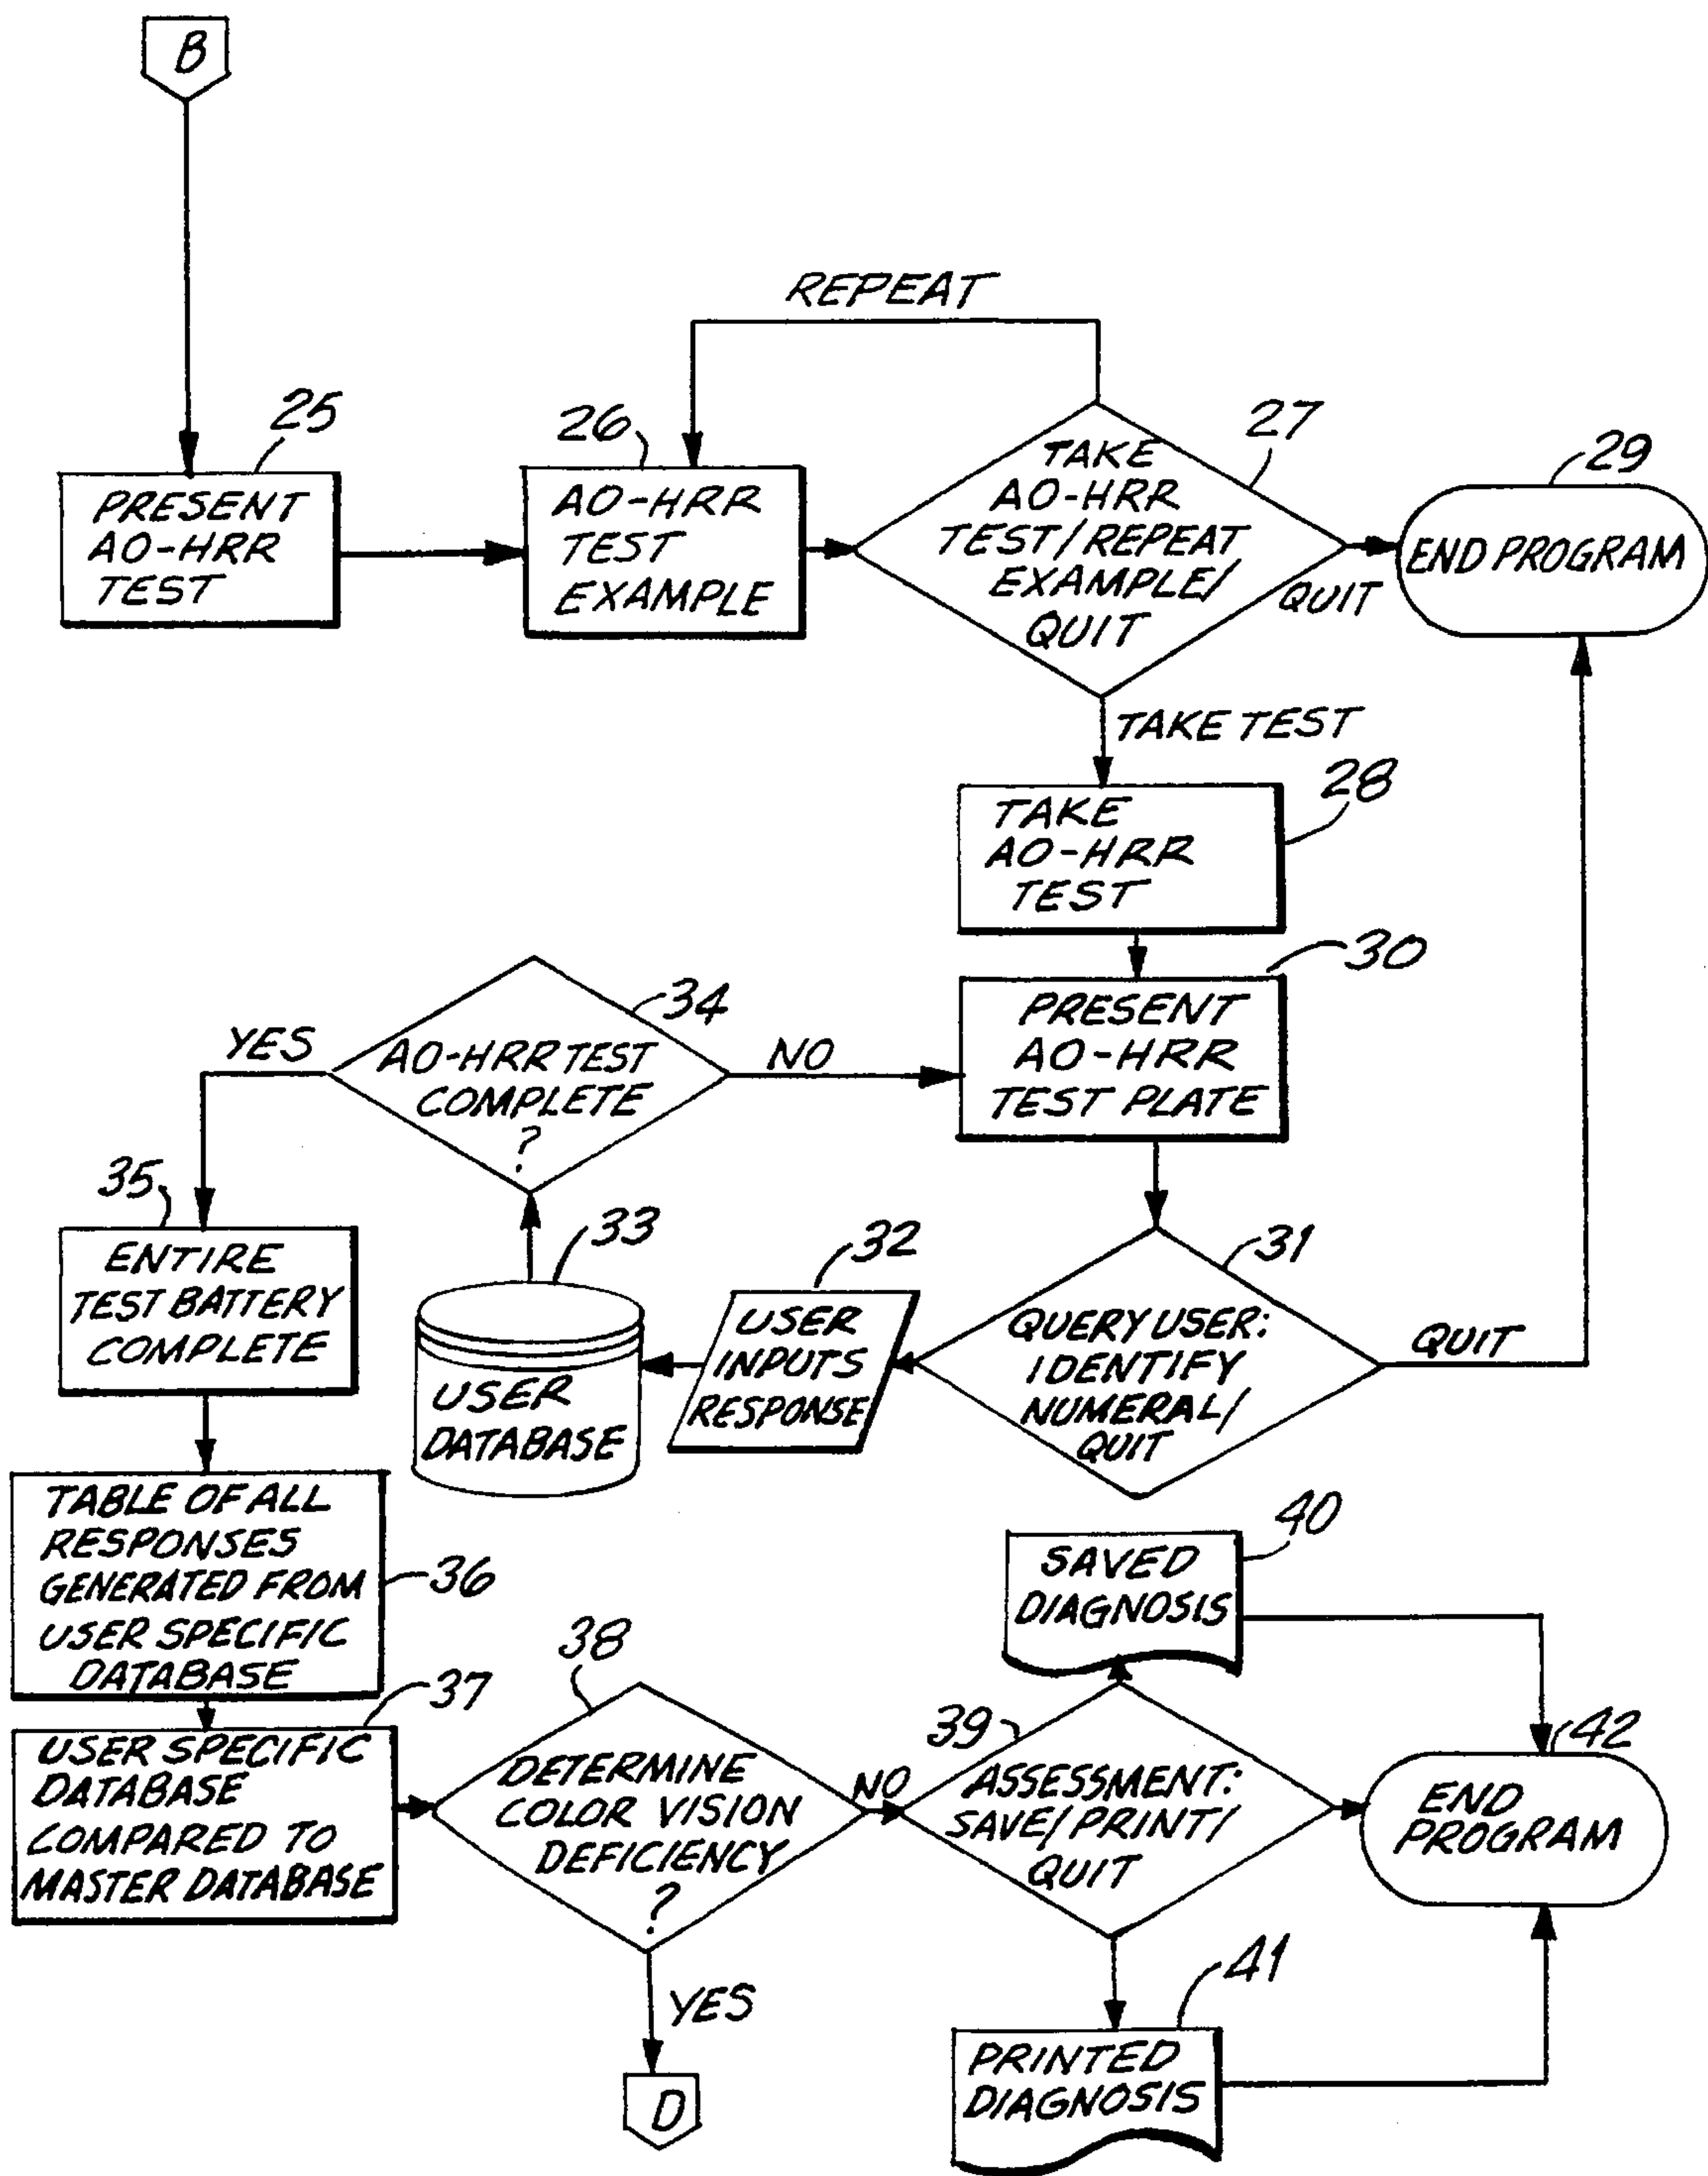 B
REPEAT
25
PRESENT
AO-HRR
TEST
26
AO-HRR
TEST
EXAMPLE
27
TAKE
AO-HRR
TEST/REPEAT
EXAMPLE/
QUIT
QUIT
29
END PROGRAM
TAKE TEST
28
TAKE
AO-HRR
TEST
30
PRESENT
AO-HRR
TEST PLATE
34
YES
AO-HRR TEST
COMPLETE
?
NO
31
QUERY USER:
IDENTIFY
NUMERAL/
QUIT
QUIT
32
USER
INPUTS
RESPONSE
33
USER
DATABASE
35
ENTIRE
TEST BATTERY
COMPLETE
36
TABLE OF ALL
RESPONSES
GENERATED FROM
USER SPECIFIC
DATABASE
37
USER SPECIFIC
DATABASE
COMPARED TO
MASTER DATABASE
38
DETERMINE
COLOR VISION
DEFICIENCY
?
NO
YES
D
39
ASSESSMENT:
SAVE/PRINT/
QUIT
40
SAVED
DIAGNOSIS
41
PRINTED
DIAGNOSIS
42
END
PROGRAM